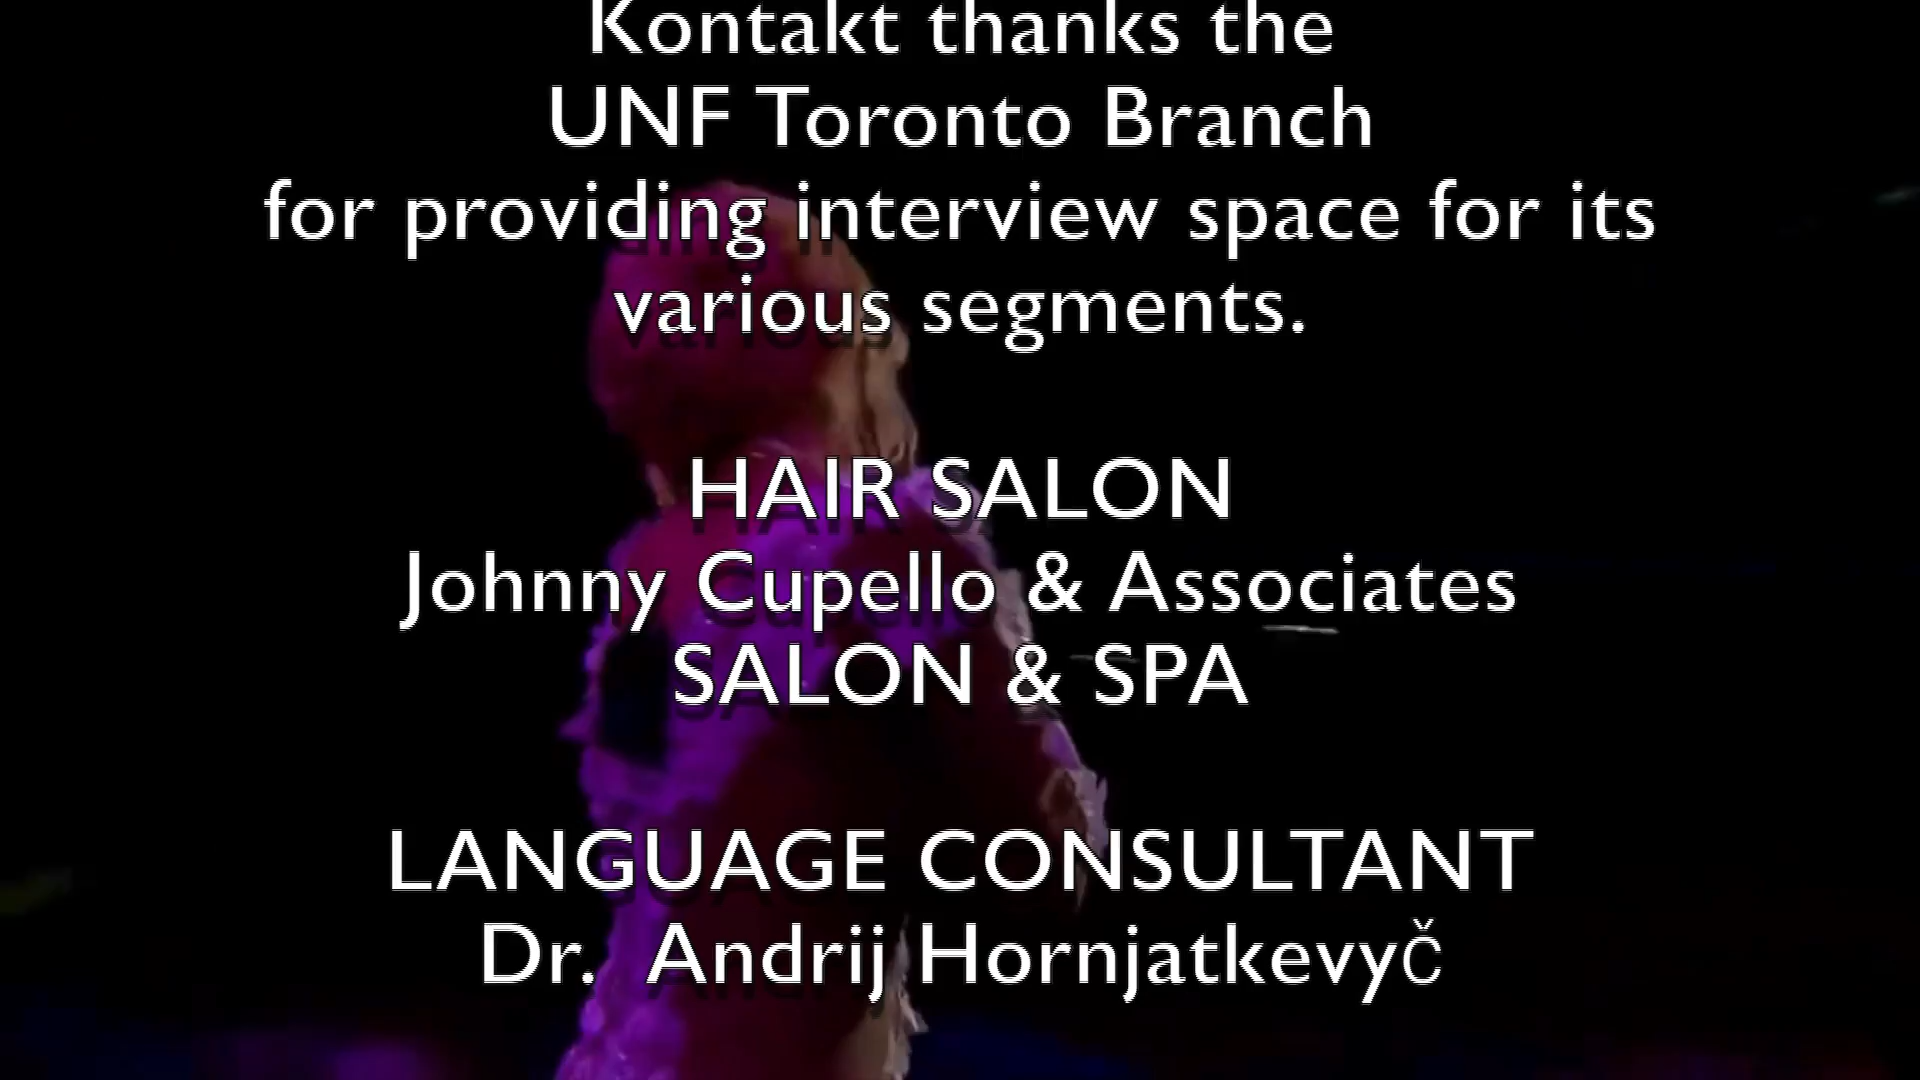 Kontakt thanks the
UNF Toronto Branch
for providing interview space for its
various segments.
HAIR SALON
Johnny Cupello & Associates
SALON & SPA
LANGUAGE CONSULTANT
Dr. Andrij HornjatkevyČ